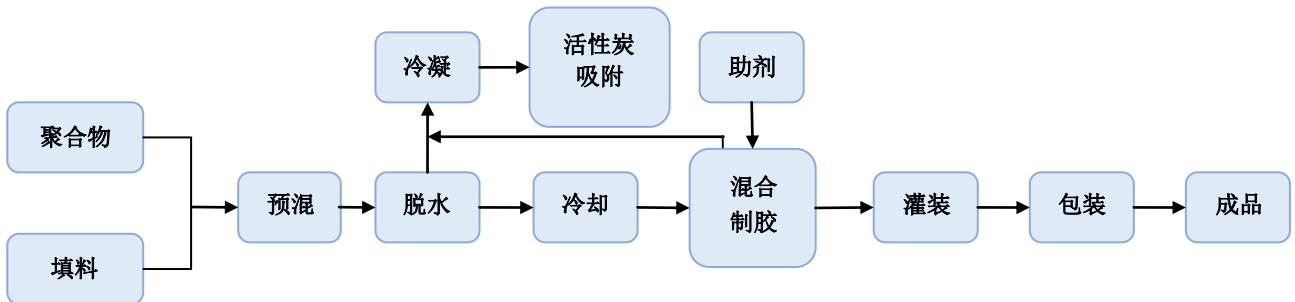 冷凝
活性炭
吸附
助剂
聚合物
预混
脱水
冷却
混合
制胶
灌装
包装
成品
填料